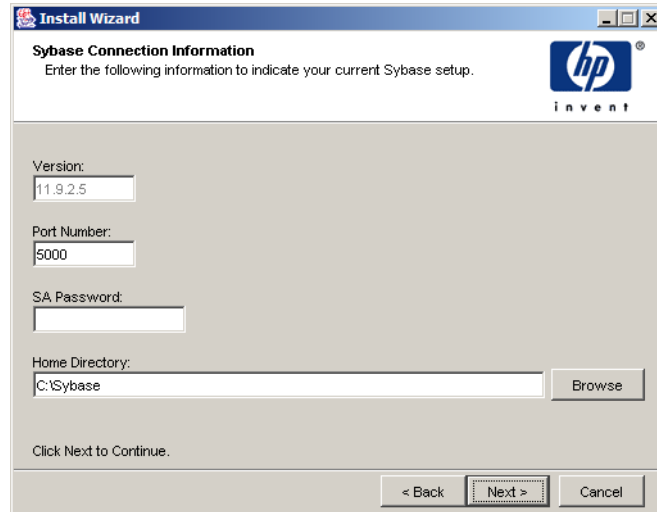 Install Wizard
Sybase Connection Information
Enter the following information to indicate your current Sybase setup.
hp
®
invent
Version:
11.9.2.5
Port Number:
5000
SA Password:
Home Directory:
C:\Sybase
Browse
Click Next to Continue.
< Back
Next >
Cancel